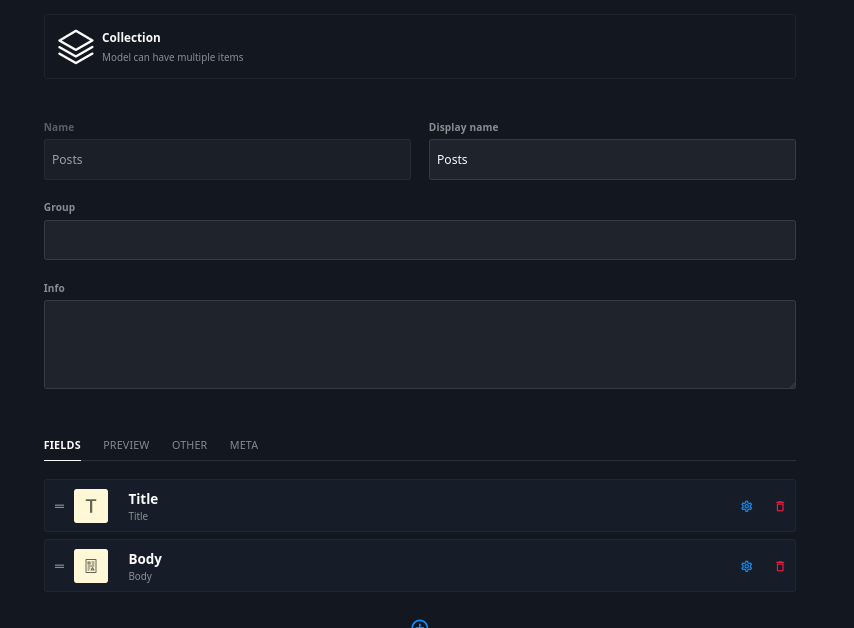 Collection
Model can have multiple items
Name
Display name
Posts
Posts
Group
Info
FIELDS PREVIEW OTHER META
T
Title
Title
Body
Body